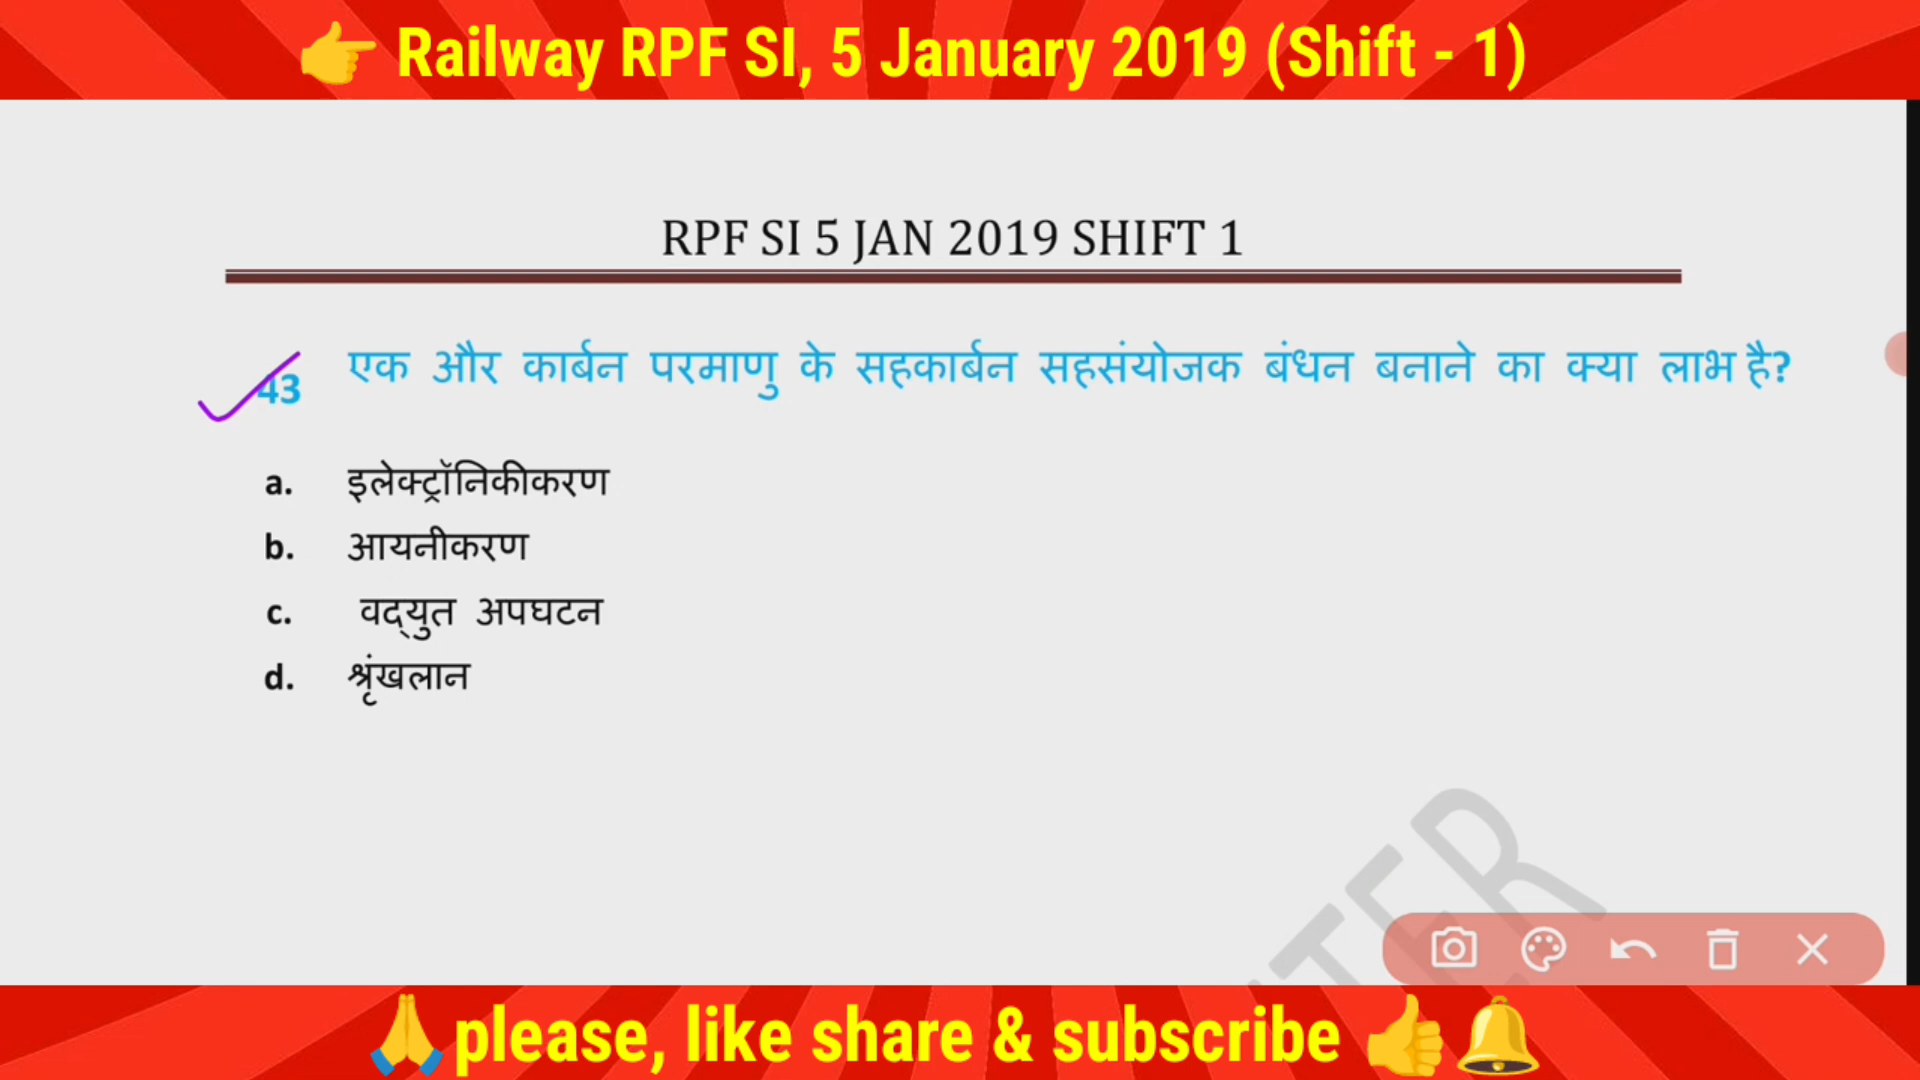 👉 Railway RPF SI, 5 January 2019 (Shift - 1)
RPF SI 5 JAN 2019 SHIFT 1
43 एक और कार्बन परमाणु के सहकार्बन सहसंयोजक बंधन बनाने का क्या लाभ है?
a. इलेक्ट्रॉनिकीकरण
b. आयनीकरण
c. वद्युत अपघटन
d. श्रृंखलान
TER
🙏please, like share & subscribe 👍🔔